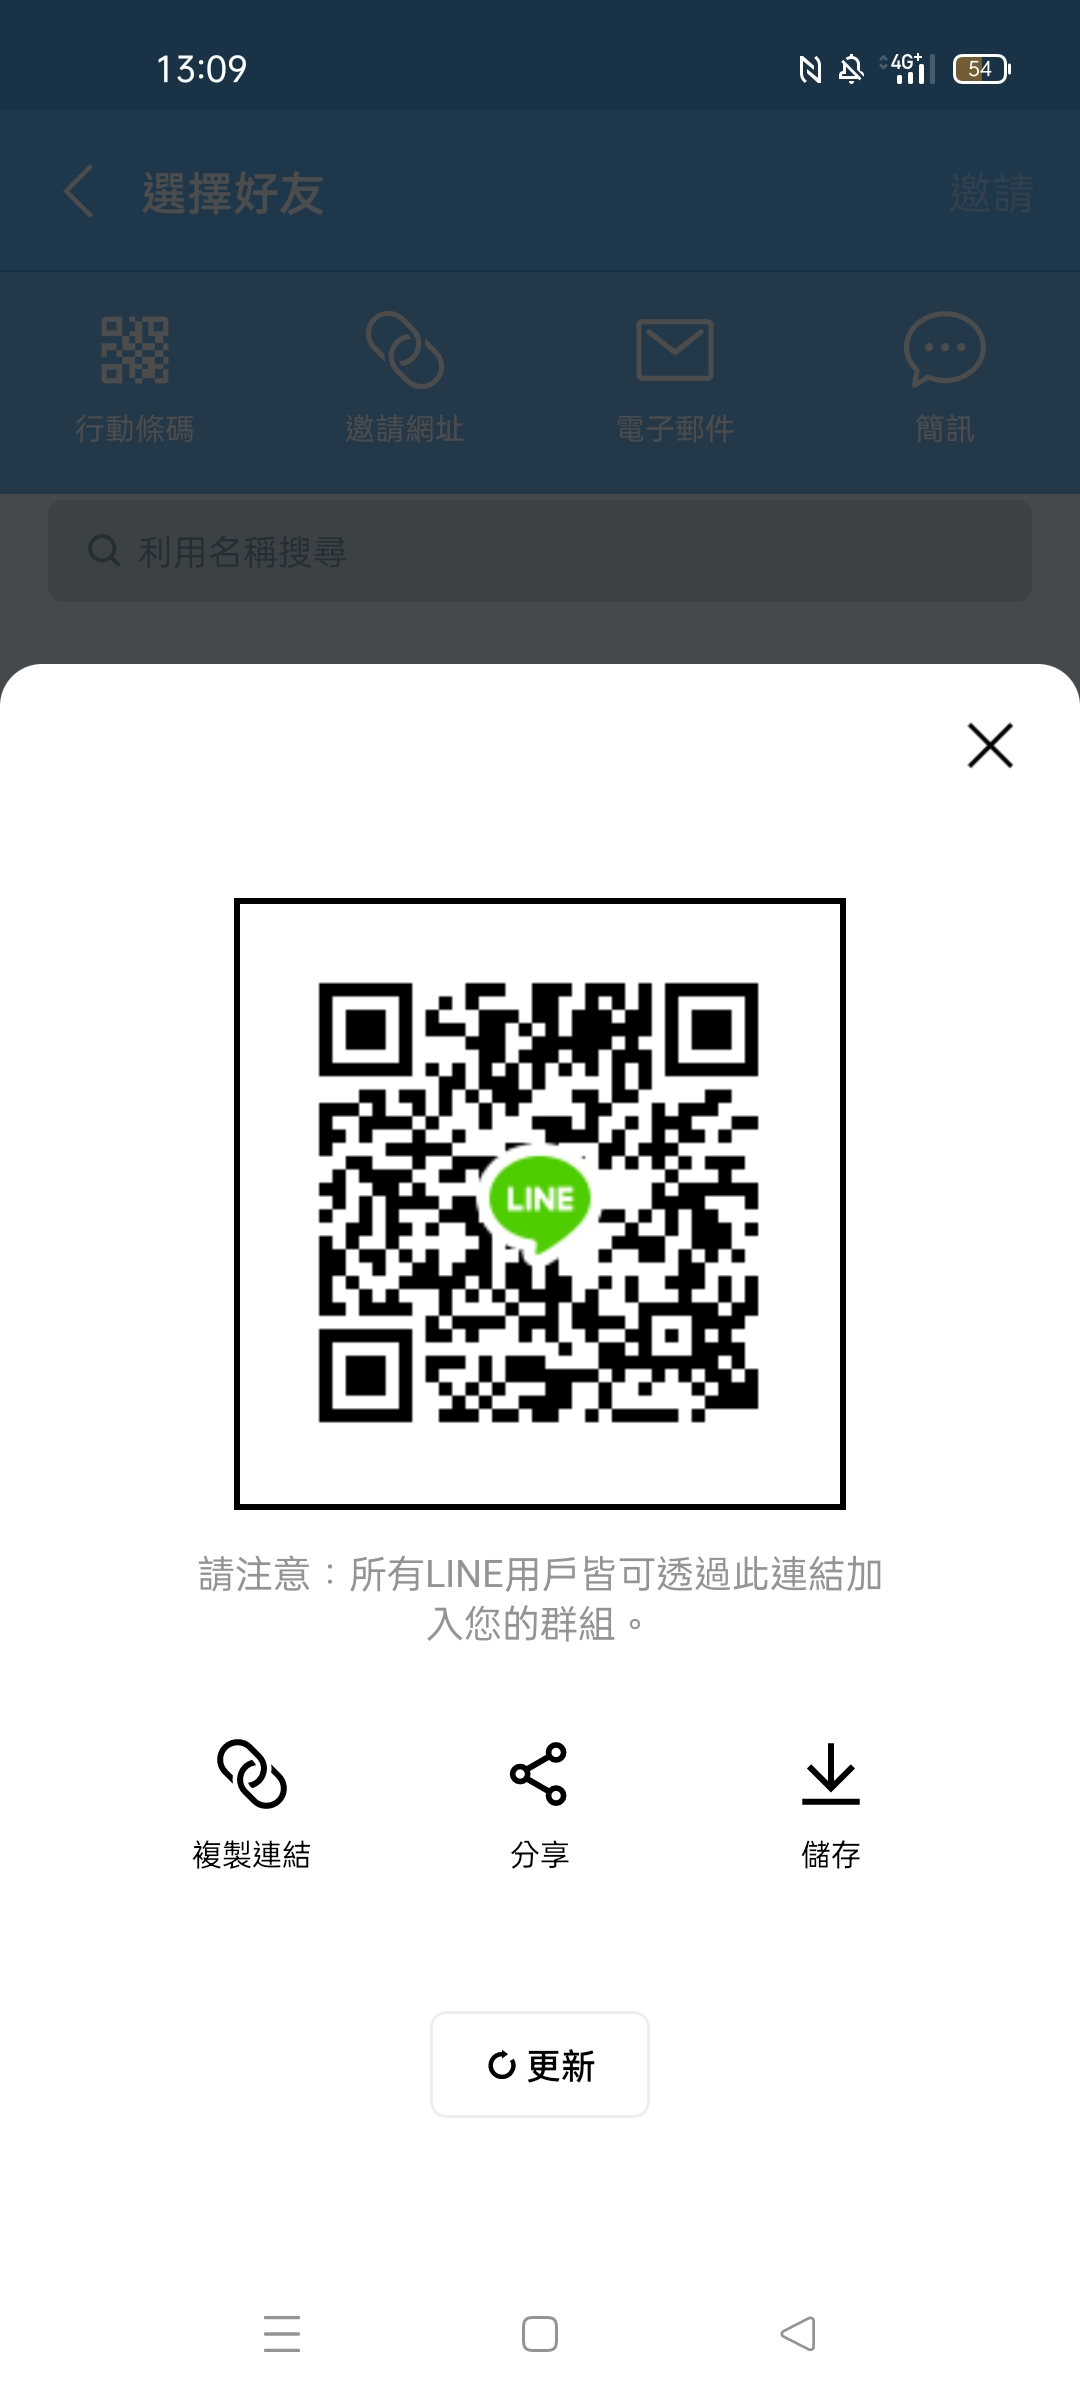 13:09
4G+
54
選擇好友
邀請
行動條碼
邀請網址
電子郵件
簡訊
利用名稱搜尋
LINE
請注意：所有LINE用戶皆可透過此連結加
入您的群組。
複製連結
分享
儲存
更新